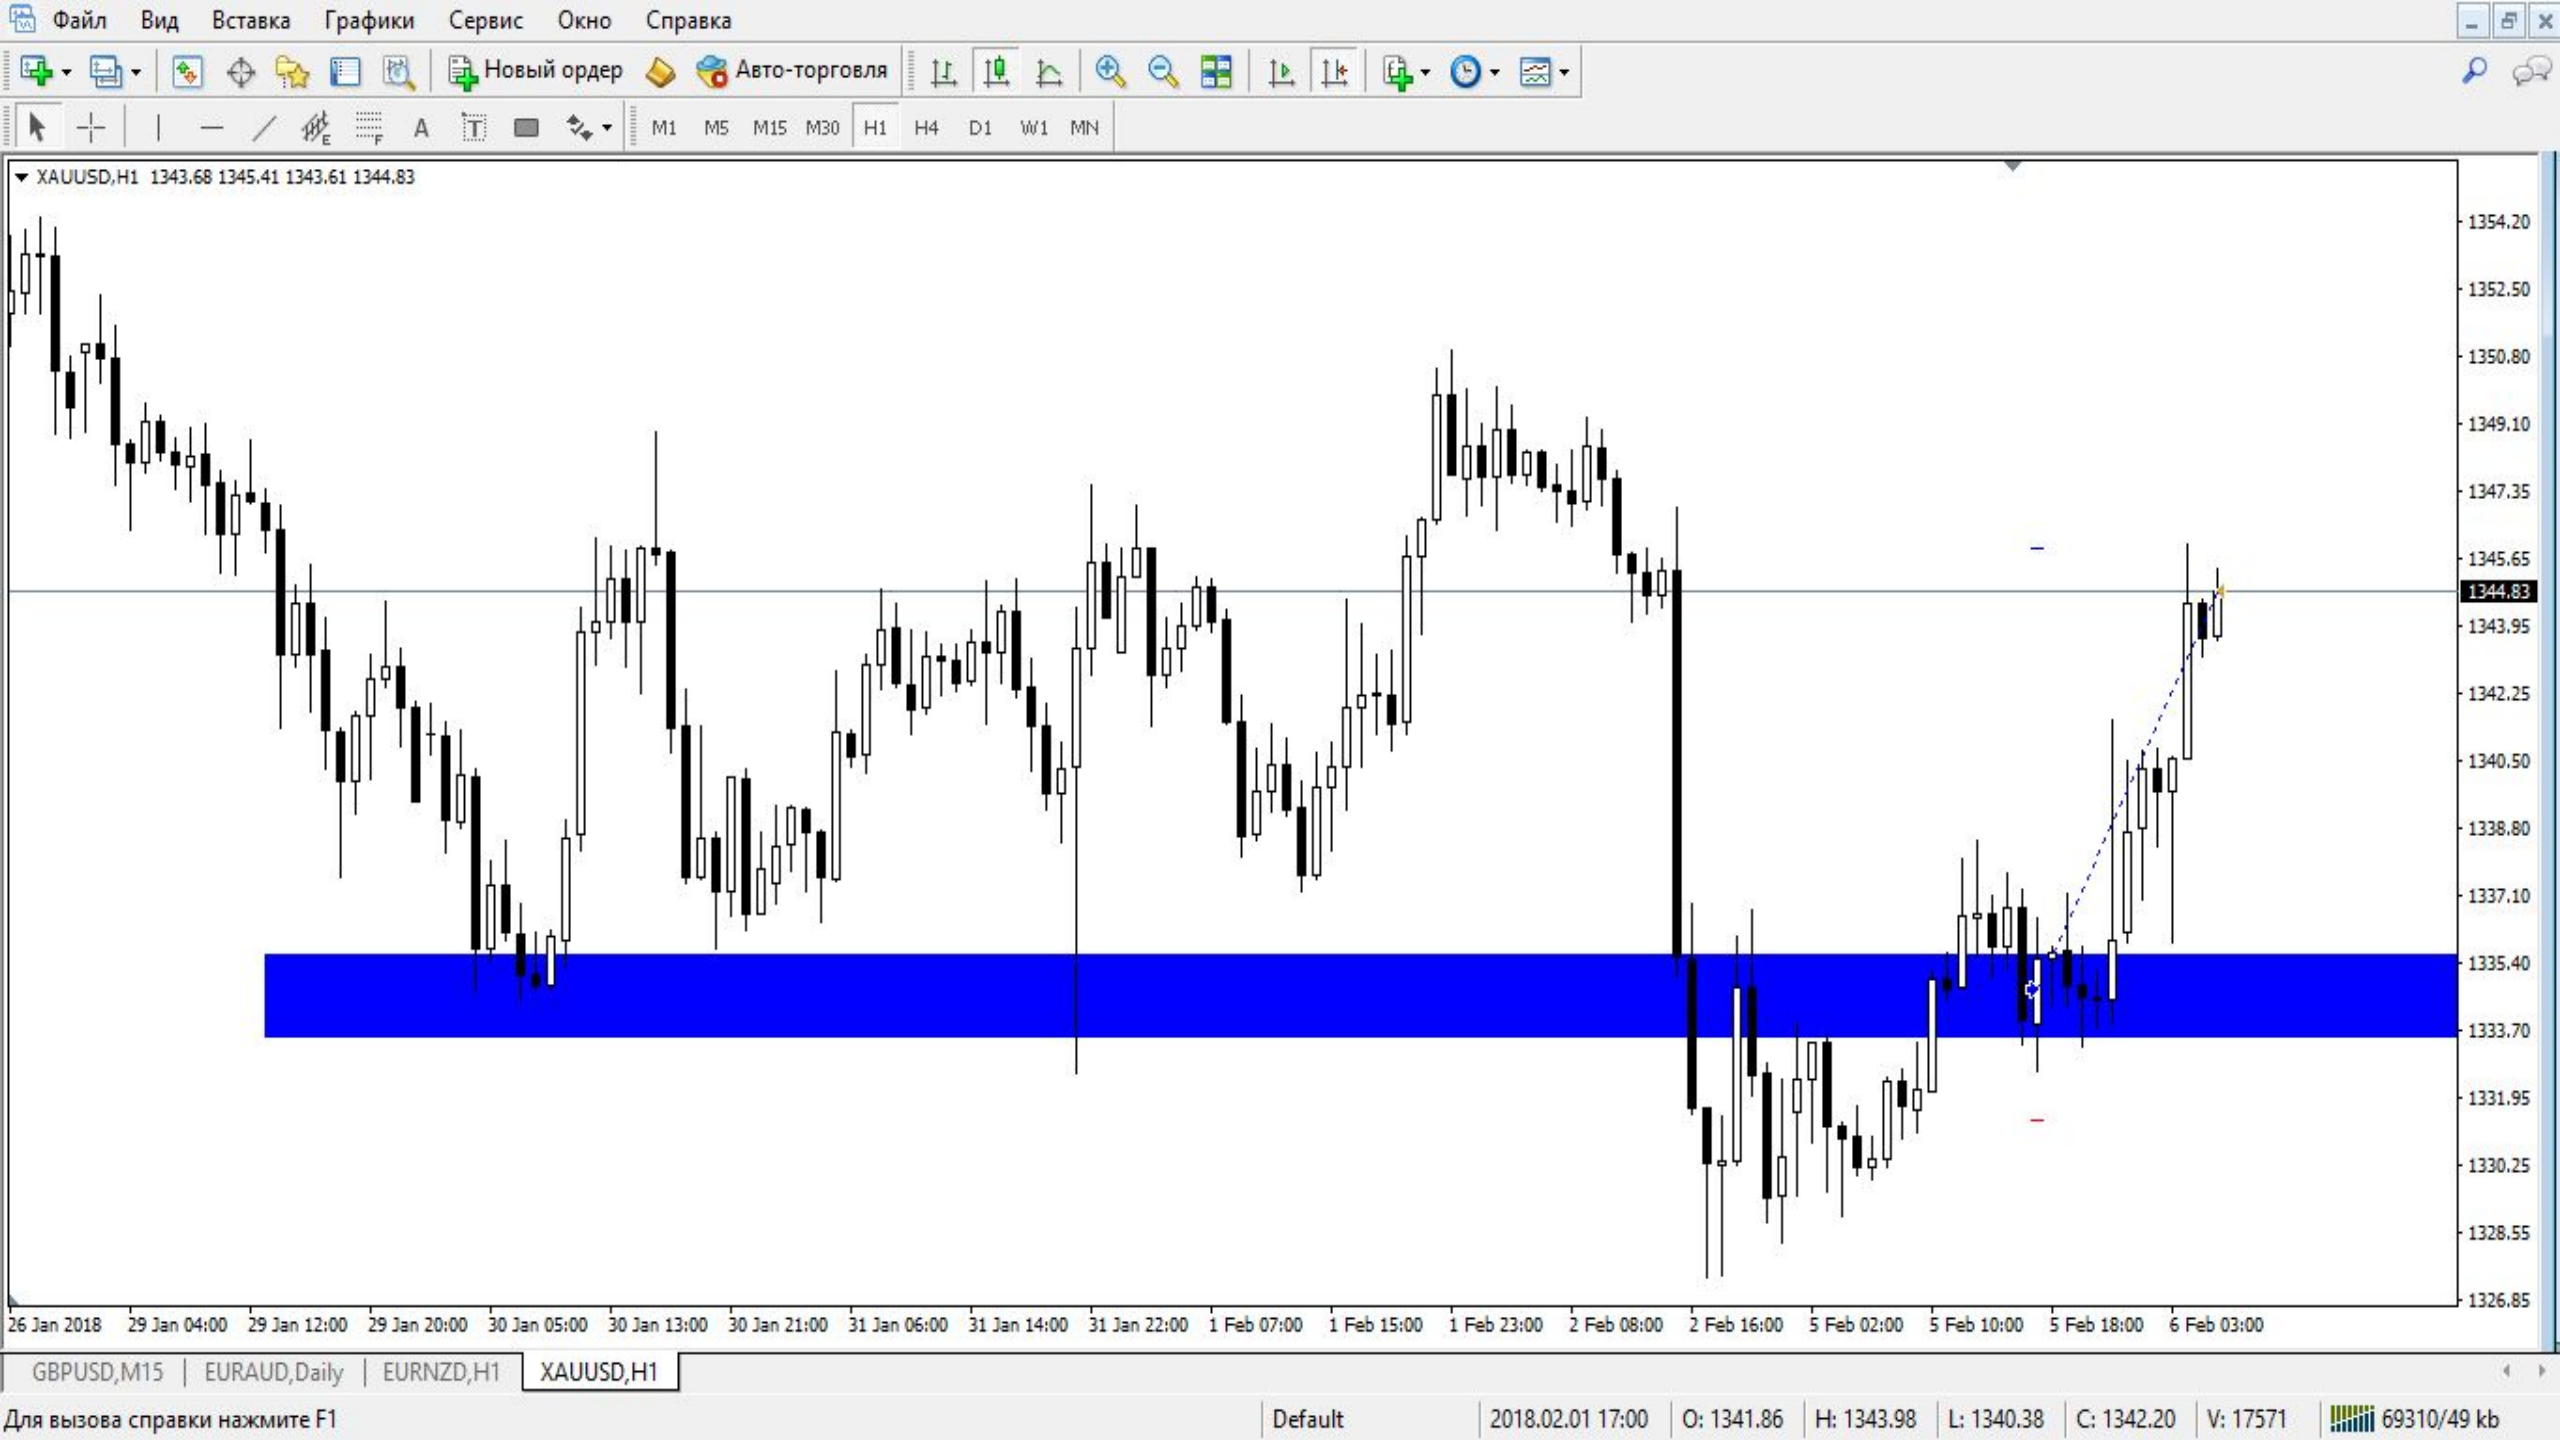 Файл Вид Вставка Графики Сервис Окно Справка
Новый ордер Авто-торговля
A T E F M1 M5 M15 M30 H1 H4 D1 W1 MN
XAUUSD,H1 1343.68 1345.41 1343.61 1344.83
1354.20
1352.50
1350.80
1349.10
1347.35
1345.65
1344.83
1343.95
1342.25
1340.50
1338.80
1337.10
1335.40
1333.70
1331.95
1330.25
1328.55
1326.85
26 Jan 2018 29 Jan 04:00 29 Jan 12:00 29 Jan 20:00 30 Jan 05:00 30 Jan 13:00 30 Jan 21:00 31 Jan 06:00 31 Jan 14:00 31 Jan 22:00 1 Feb 07:00 1 Feb 15:00 1 Feb 23:00 2 Feb 08:00 2 Feb 16:00 5 Feb 02:00 5 Feb 10:00 5 Feb 18:00 6 Feb 03:00
GBPUSD,M15 EURAUD,Daily EURNZD,H1 XAUUSD,H1
Для вызова справки нажмите F1 Default 2018.02.01 17:00 O: 1341.86 H: 1343.98 L: 1340.38 C: 1342.20 V: 17571 69310/49 kb